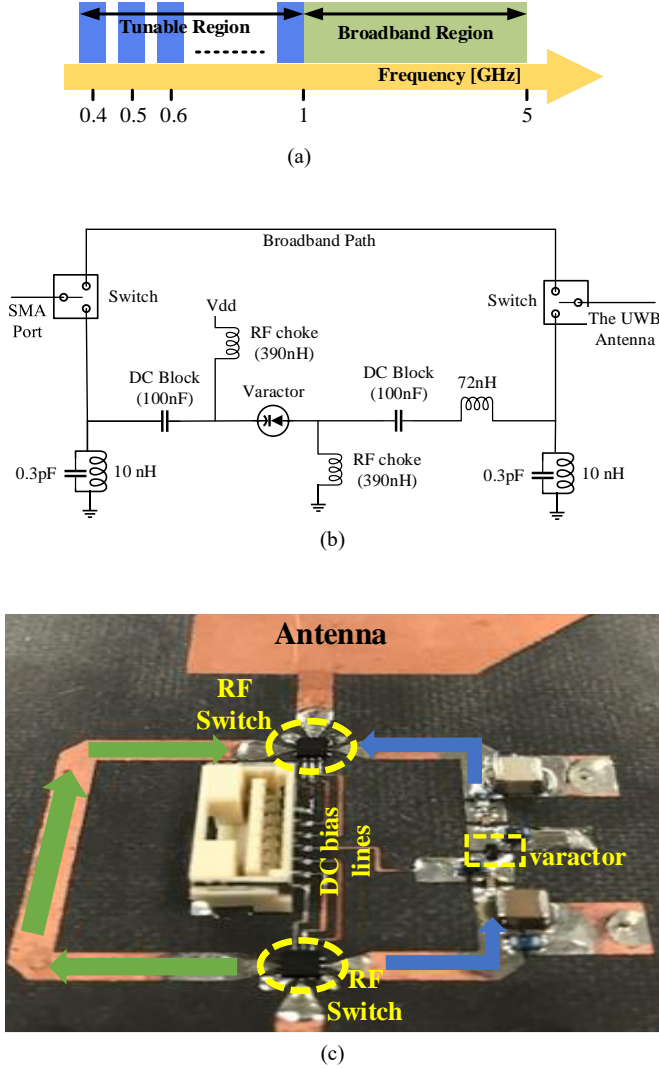 Tunable Region
Broadband Region
Frequency [GHz]
0.4
0.5
0.6
1
5
(a)
Broadband Path
SMA
Port
Switch
Switch
The UWB
Antenna
Vdd
RF choke
(390nH)
DC Block
(100nF)
Varactor
DC Block
(100nF)
72nH
0.3pF
10 nH
RF choke
(390nH)
0.3pF
10 nH
(b)
Antenna
RF
Switch
DC bias
lines
varactor
RF
Switch
(c)